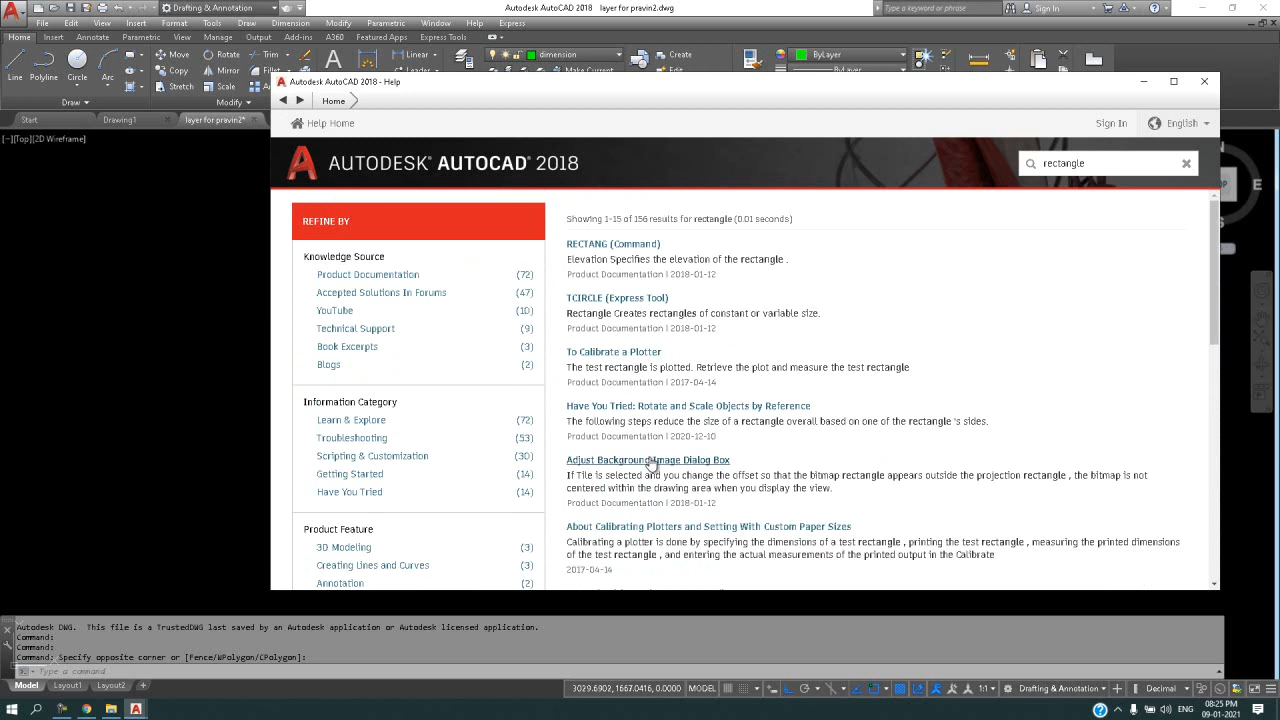 Drafting & Annotation
Autodesk AutoCAD 2018   layer for pravin2.dwg
Type a keyword or phrase
Sign In
File Edit View Insert Format Tools Draw Dimension Modify Parametric Window Help Express
Home Insert Annotate Parametric View Manage Output Add-ins A360 Featured Apps Express Tools
Line Polyline Circle Arc
Move Rotate Trim
Copy Mirror Fillet
Stretch Scale Array
Linear
Leader
dimension
Create
Make Current
ByLayer
ByLayer
Draw
Modify
Start Drawing1 layer for pravin2*
[−][Top][2D Wireframe]
Autodesk AutoCAD 2018 - Help
Home
Help Home
Sign In
English
AUTODESK® AUTOCAD® 2018
rectangle
REFINE BY
Knowledge Source
Product Documentation (72)
Accepted Solutions In Forums (47)
YouTube (10)
Technical Support (9)
Book Excerpts (3)
Blogs (2)
Information Category
Learn & Explore (72)
Troubleshooting (53)
Scripting & Customization (30)
Getting Started (14)
Have You Tried (14)
Product Feature
3D Modeling (3)
Creating Lines and Curves (3)
Annotation (2)
Showing 1-15 of 156 results for rectangle (0.01 seconds)
RECTANG (Command)
Elevation Specifies the elevation of the rectangle .
Product Documentation | 2018-01-12
TCIRCLE (Express Tool)
Rectangle Creates rectangles of constant or variable size.
Product Documentation | 2018-01-12
To Calibrate a Plotter
The test rectangle is plotted. Retrieve the plot and measure the test rectangle
Product Documentation | 2017-04-14
Have You Tried: Rotate and Scale Objects by Reference
The following steps reduce the size of a rectangle overall based on one of the rectangle 's sides.
Product Documentation | 2020-12-10
Adjust Background Image Dialog Box
If Tile is selected and you change the offset so that the bitmap rectangle appears outside the projection rectangle , the bitmap is not
centered within the drawing area when you display the view.
Product Documentation | 2018-01-12
About Calibrating Plotters and Setting With Custom Paper Sizes
Calibrating a plotter is done by specifying the dimensions of a test rectangle , printing the test rectangle , measuring the printed dimensions
of the test rectangle , and entering the actual measurements of the printed output in the Calibrate
2017-04-14
E
Autodesk DWG.  This file is a TrustedDWG last saved by an Autodesk application or Autodesk licensed application.
Command:
Command:
Command: Specify opposite corner or [Fence/WPolygon/CPolygon]:
Type a command
Model Layout1 Layout2 +
3029.6902, 1667.0416, 0.0000 MODEL
1:1
Drafting & Annotation
Decimal
ENG
08:25 PM
09-01-2021